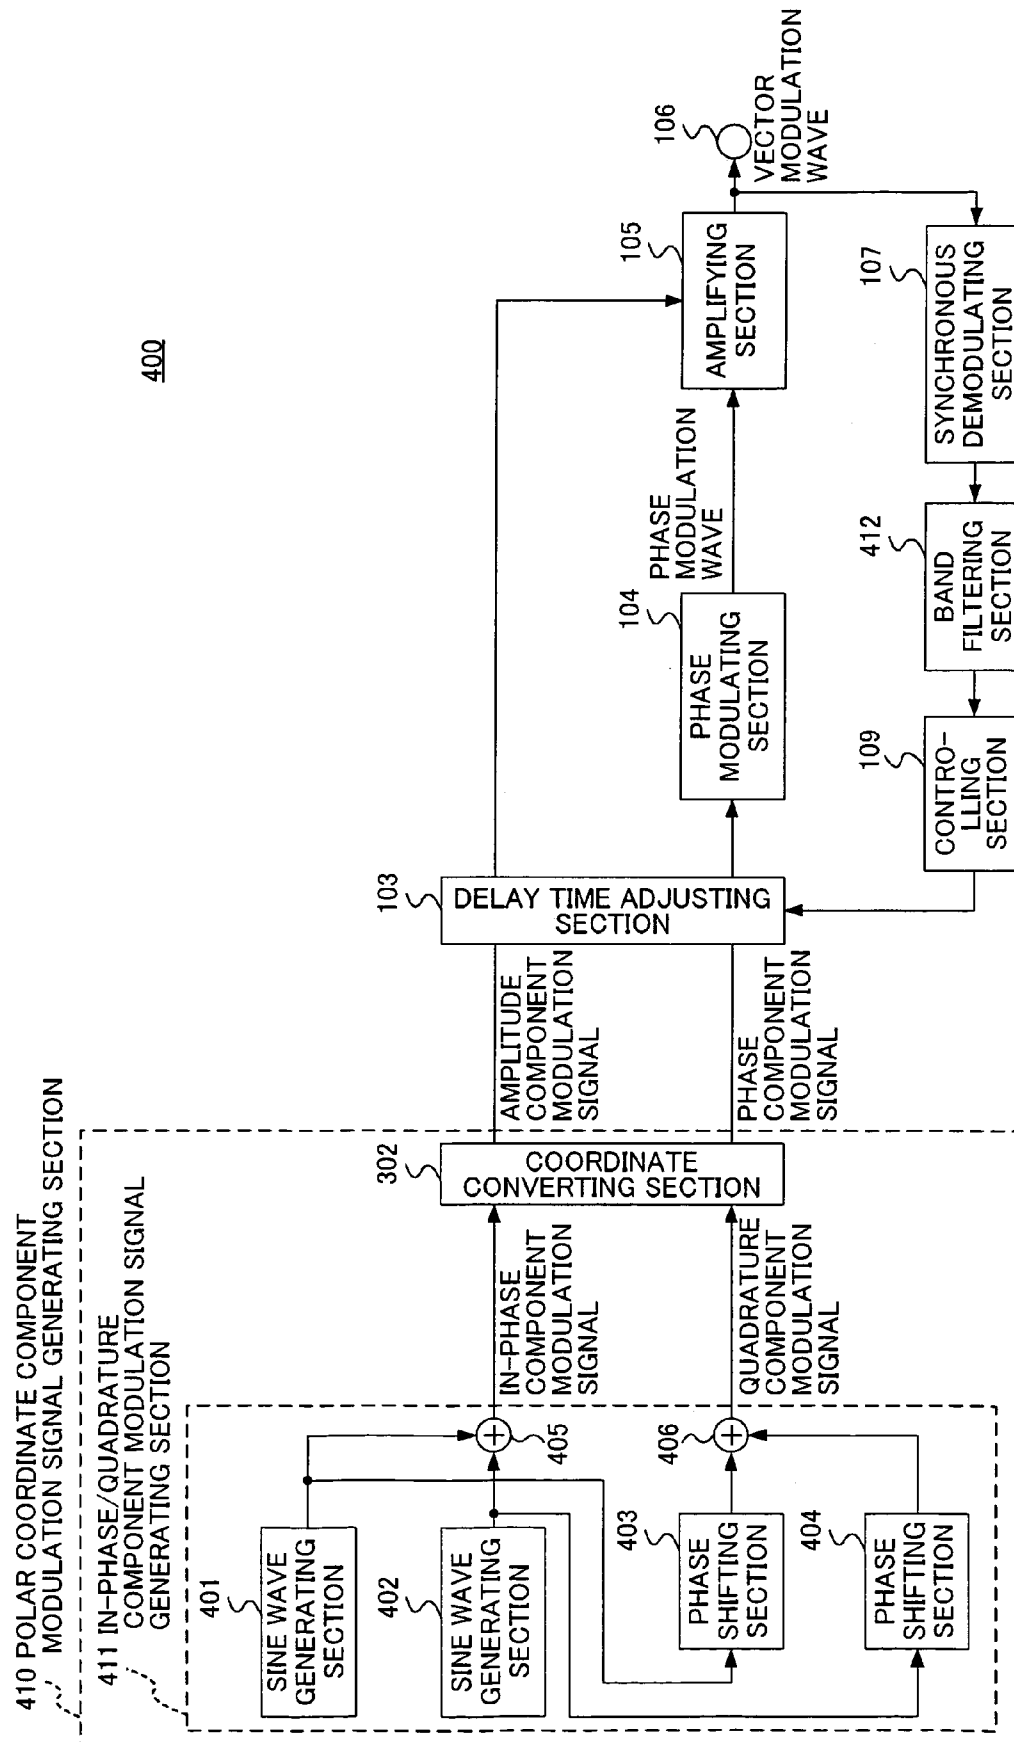 400
410 POLAR COORDINATE COMPONENT
MODULATION SIGNAL GENERATING SECTION
411 IN-PHASE/QUADRATURE
COMPONENT MODULATION SIGNAL
GENERATING SECTION
401
SINE WAVE
GENERATING
SECTION
402
SINE WAVE
GENERATING
SECTION
403
PHASE
SHIFTING
SECTION
404
PHASE
SHIFTING
SECTION
405
406
IN-PHASE
COMPONENT
MODULATION
SIGNAL
QUADRATURE
COMPONENT
MODULATION
SIGNAL
302
COORDINATE
CONVERTING SECTION
AMPLITUDE
COMPONENT
MODULATION
SIGNAL
PHASE
COMPONENT
MODULATION
SIGNAL
103
DELAY TIME ADJUSTING
SECTION
104
PHASE
MODULATING
SECTION
PHASE
MODULATION
WAVE
105
AMPLIFYING
SECTION
106
VECTOR
MODULATION
WAVE
107
SYNCHRONOUS
DEMODULATING
SECTION
412
BAND
FILTERING
SECTION
109
CONTRO-
LLING
SECTION